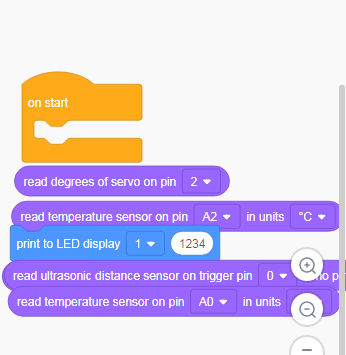 on start
read degrees of servo on pin 2
read temperature sensor on pin A2 in units °C
print to LED display 1 1234
read ultrasonic distance sensor on trigger pin 0
read temperature sensor on pin A0 in units